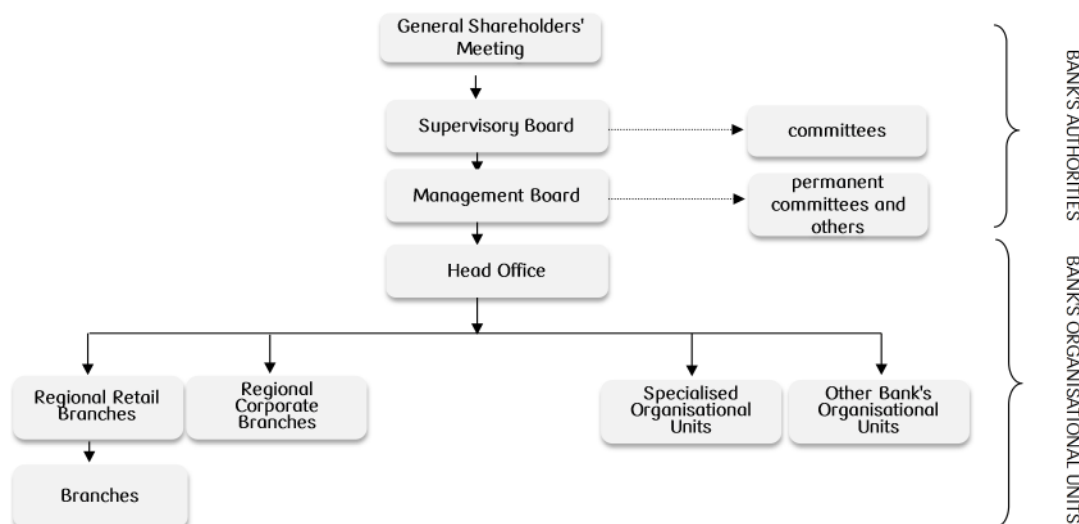 General Shareholders'
Meeting
Supervisory Board
committees
Management Board
permanent
committees and
others
Head Office
Regional Retail
Branches
Regional
Corporate
Branches
Specialised
Organisational
Units
Other Bank's
Organisational
Units
Branches
BANK'S AUTHORITIES
BANK'S ORGANISATIONAL UNITS